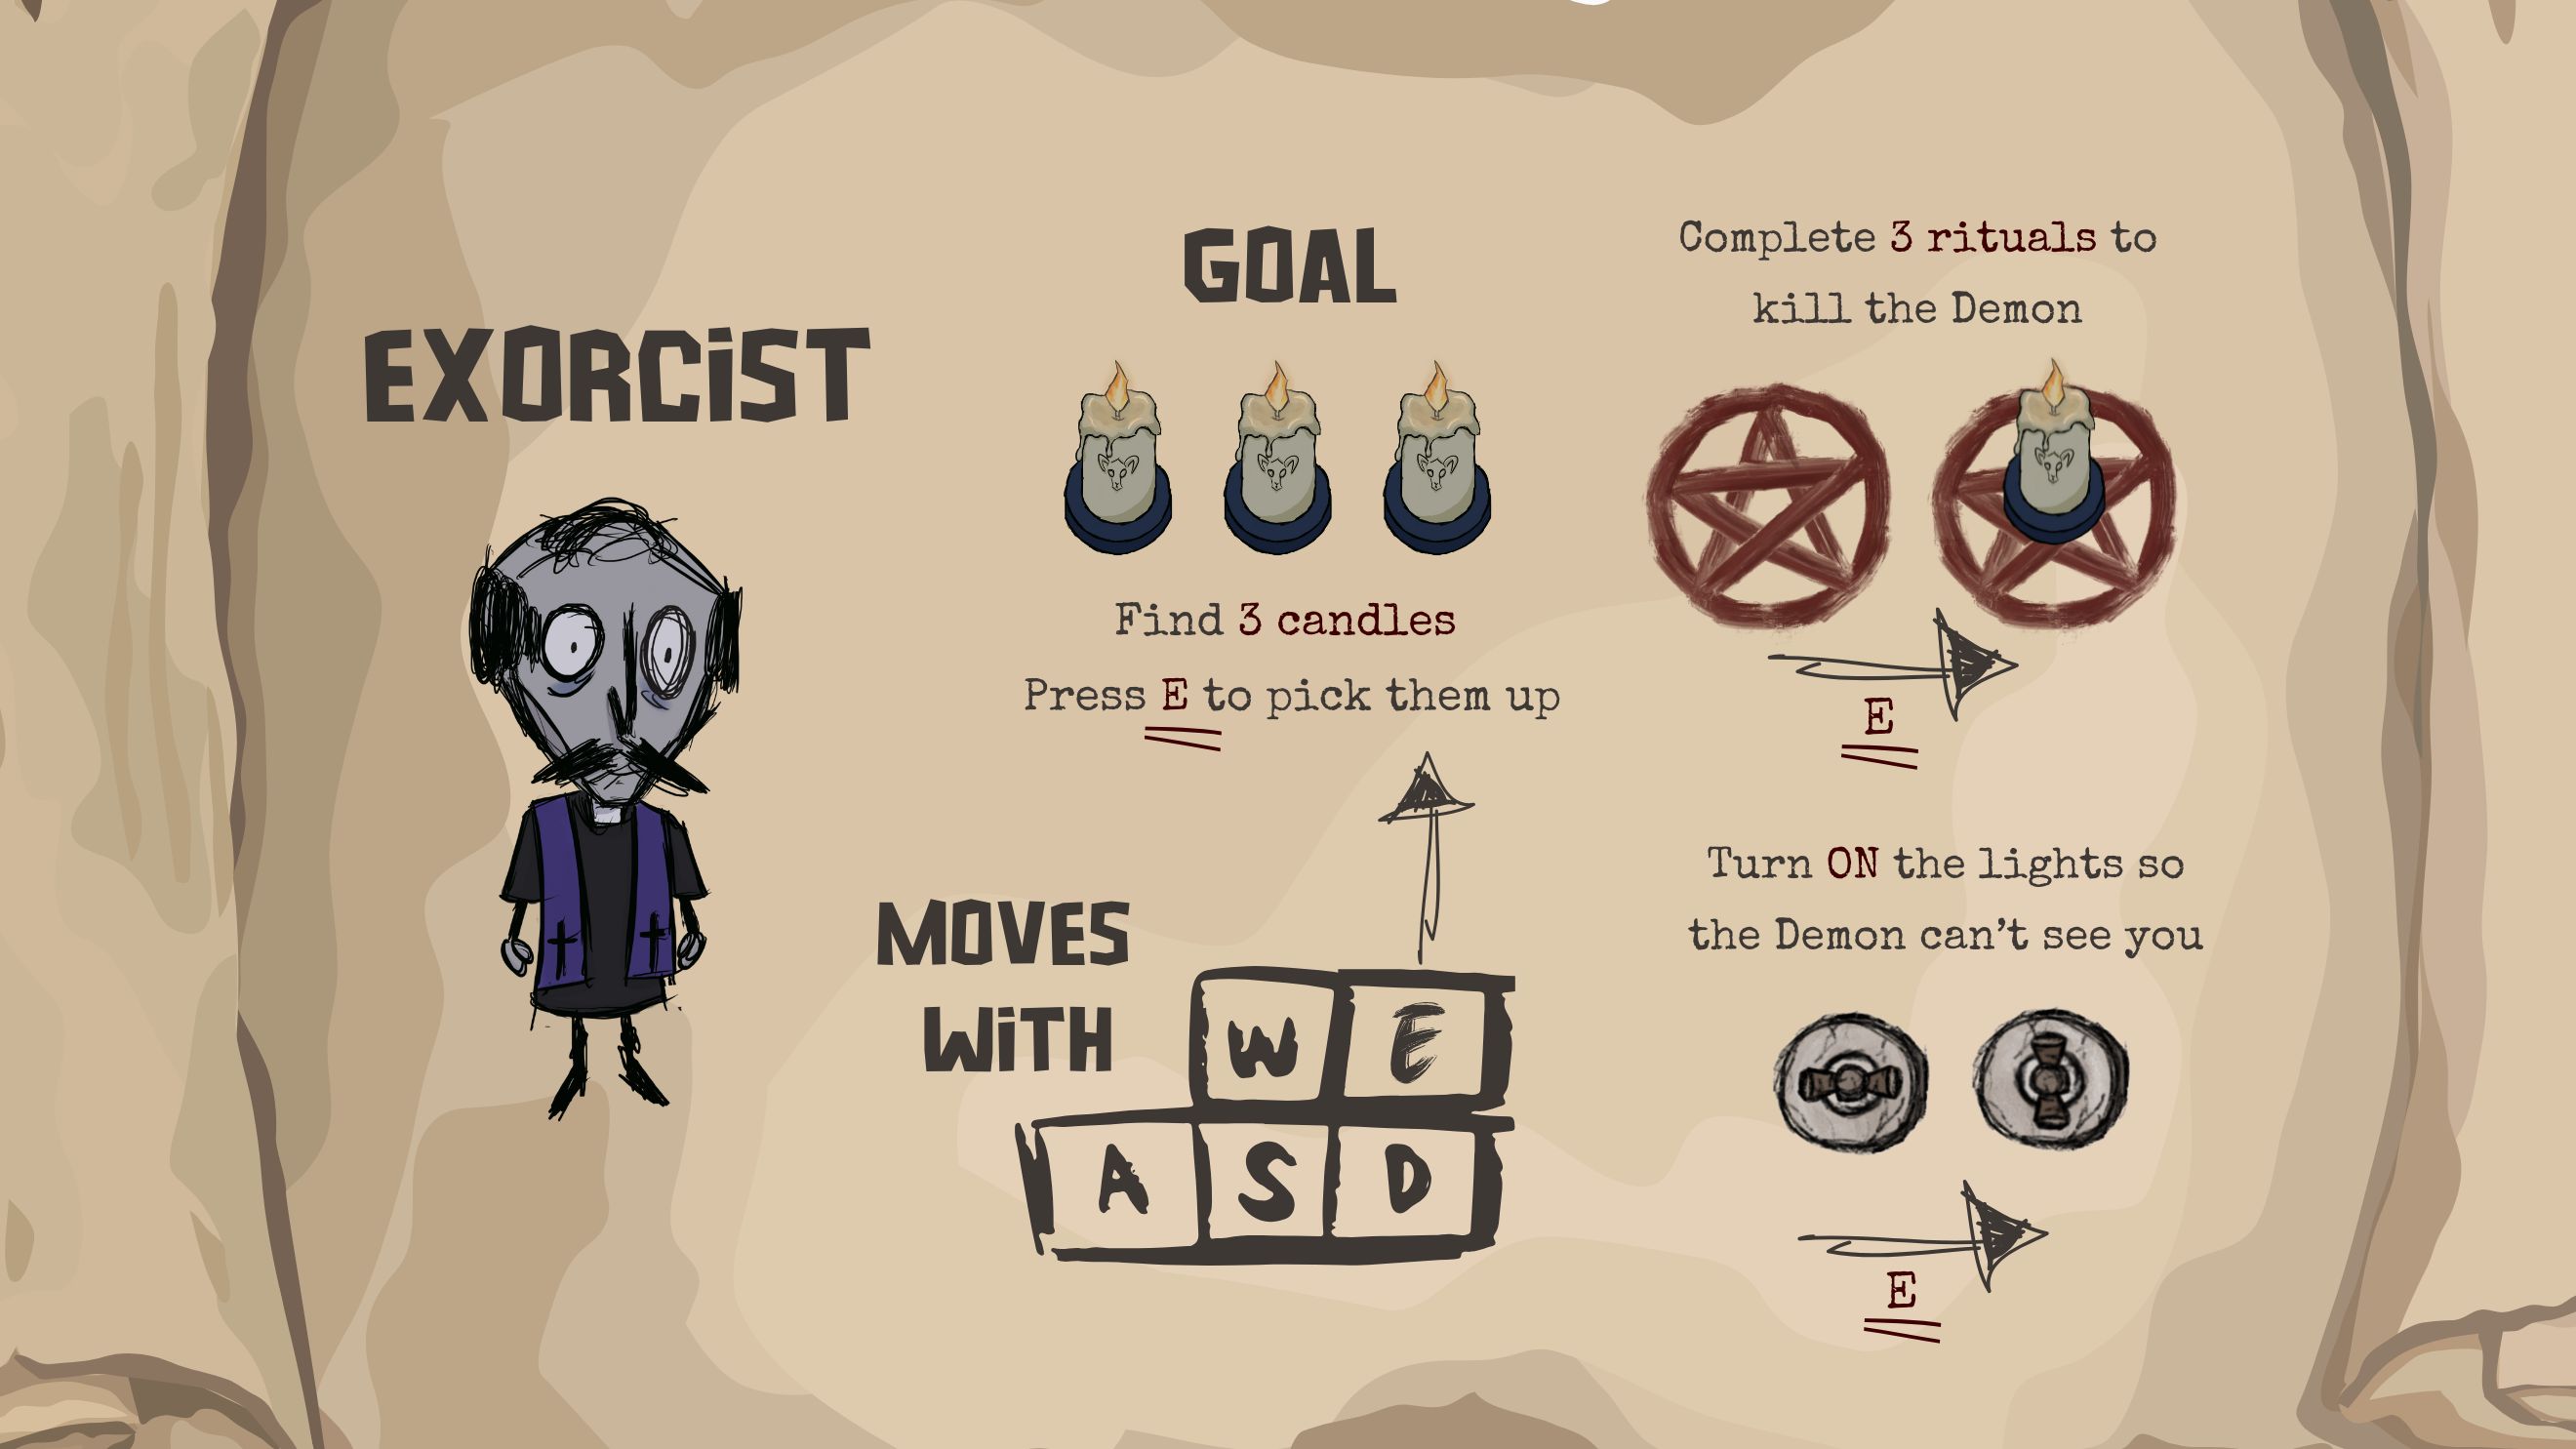 EXORCiST
GOAL
Find 3 candles
Press E to pick them up
MOVES
WiTH
W E
A S D
Complete 3 rituals to
kill the Demon
E
Turn ON the lights so
the Demon can't see you
E